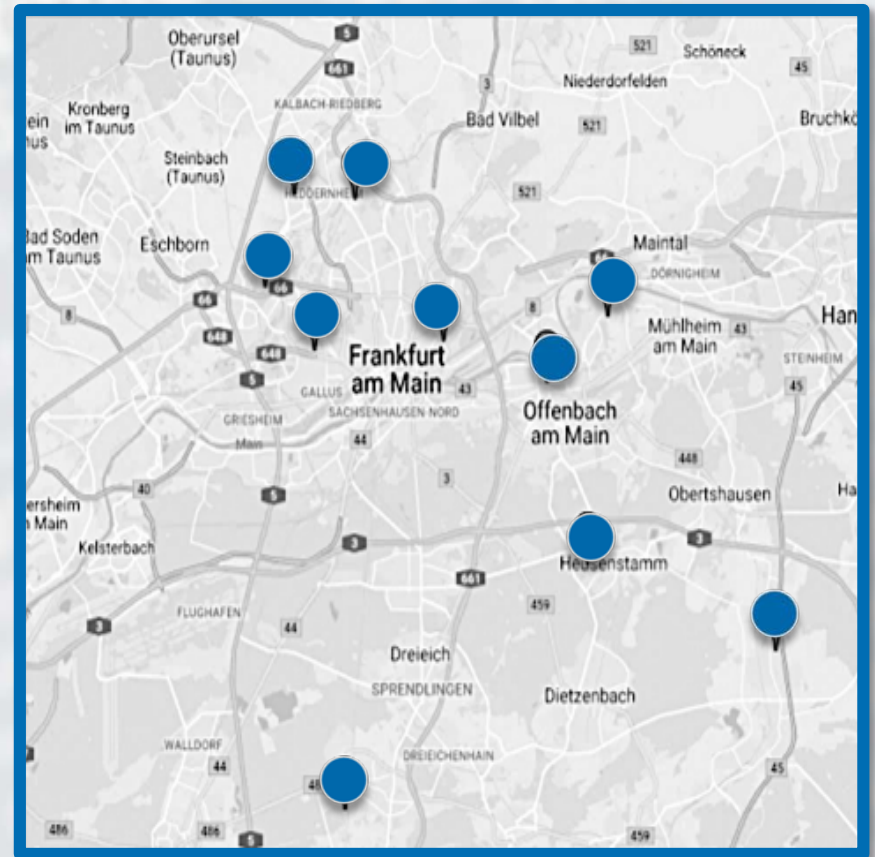 Oberursel
(Taunus)
5
661
521
Schöneck
45
3
Niederdorfelden
Kronberg
im Taunus
KALBACH-RIEDBERG
Bad Vilbel
521
Steinbach
(Taunus)
521
Bad Soden
am Taunus
Eschborn
Maintal
DÖRNIGHEIM
66
66
8
8
648
648
5
Frankfurt
am Main
43
Mühlheim
am Main
43
STEINHEIM
45
GALLUS
SACHSENHAUSEN NORD
GRIESHEIM
Main
44
Offenbach
am Main
448
3
40
5
Obertshausen
Kelsterbach
3
3
Heusenstamm
661
459
3
FLUGHAFEN
44
Dreieich
SPRENDLINGEN
Dietzenbach
WALLDORF
44
DREIEICHENHAIN
45
486
486
5
459